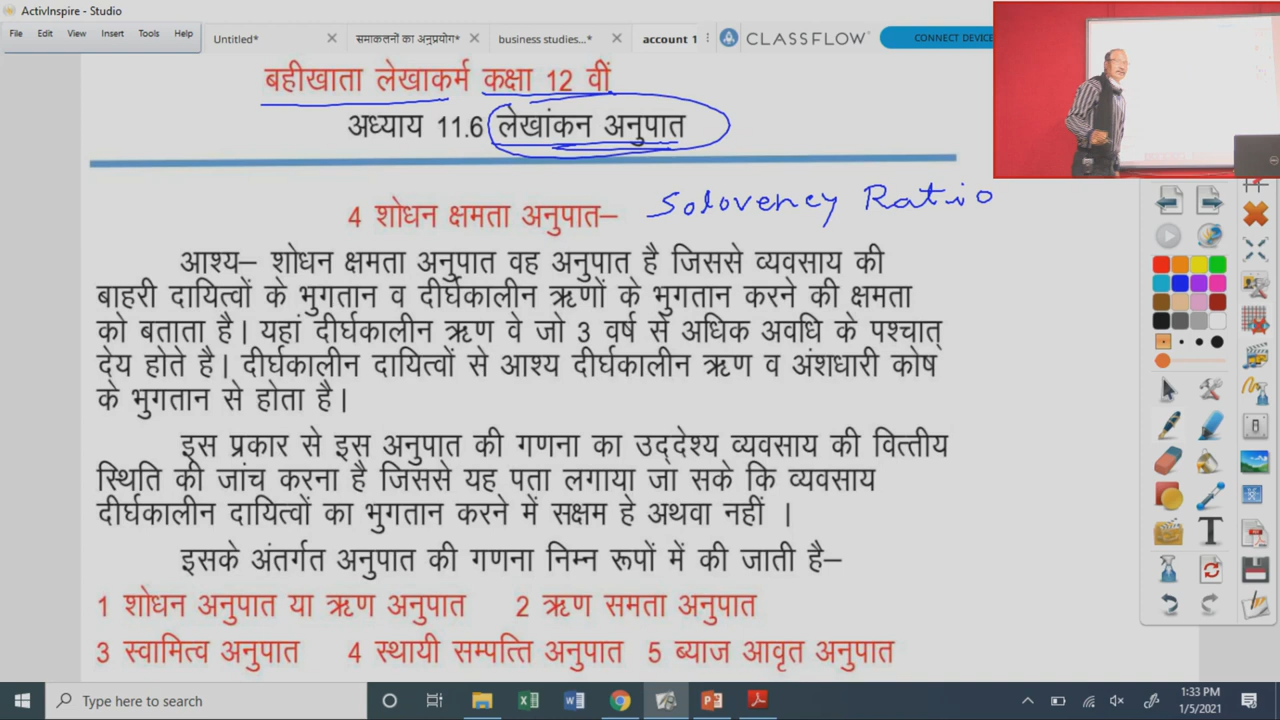 ActivInspire - Studio
File Edit View Insert Tools Help
Untitled* समाकलनों का अनुप्रयोग* business studies...* account 1
CLASSFLOW CONNECT DEVICE
बहीखाता लेखाकर्म कक्षा 12 वीं
अध्याय 11.6 लेखांकन अनुपात
4 शोधन क्षमता अनुपात– Solovency Ratio
आश्य– शोधन क्षमता अनुपात वह अनुपात है जिससे व्यवसाय की
बाहरी दायित्वों के भुगतान व दीर्घकालीन ऋणों के भुगतान करने की क्षमता
को बताता है। यहां दीर्घकालीन ऋण वे जो 3 वर्ष से अधिक अवधि के पश्चात्
देय होते है। दीर्घकालीन दायित्वों से आश्य दीर्घकालीन ऋण व अंशधारी कोष
के भुगतान से होता है।
इस प्रकार से इस अनुपात की गणना का उद्देश्य व्यवसाय की वित्तीय
स्थिति की जांच करना है जिससे यह पता लगाया जा सके कि व्यवसाय
दीर्घकालीन दायित्वों का भुगतान करने में सक्षम हे अथवा नहीं ।
इसके अंतर्गत अनुपात की गणना निम्न रूपों में की जाती है–
1 शोधन अनुपात या ऋण अनुपात 2 ऋण समता अनुपात
3 स्वामित्व अनुपात 4 स्थायी सम्पत्ति अनुपात 5 ब्याज आवृत अनुपात
Type here to search
1:33 PM
1/5/2021